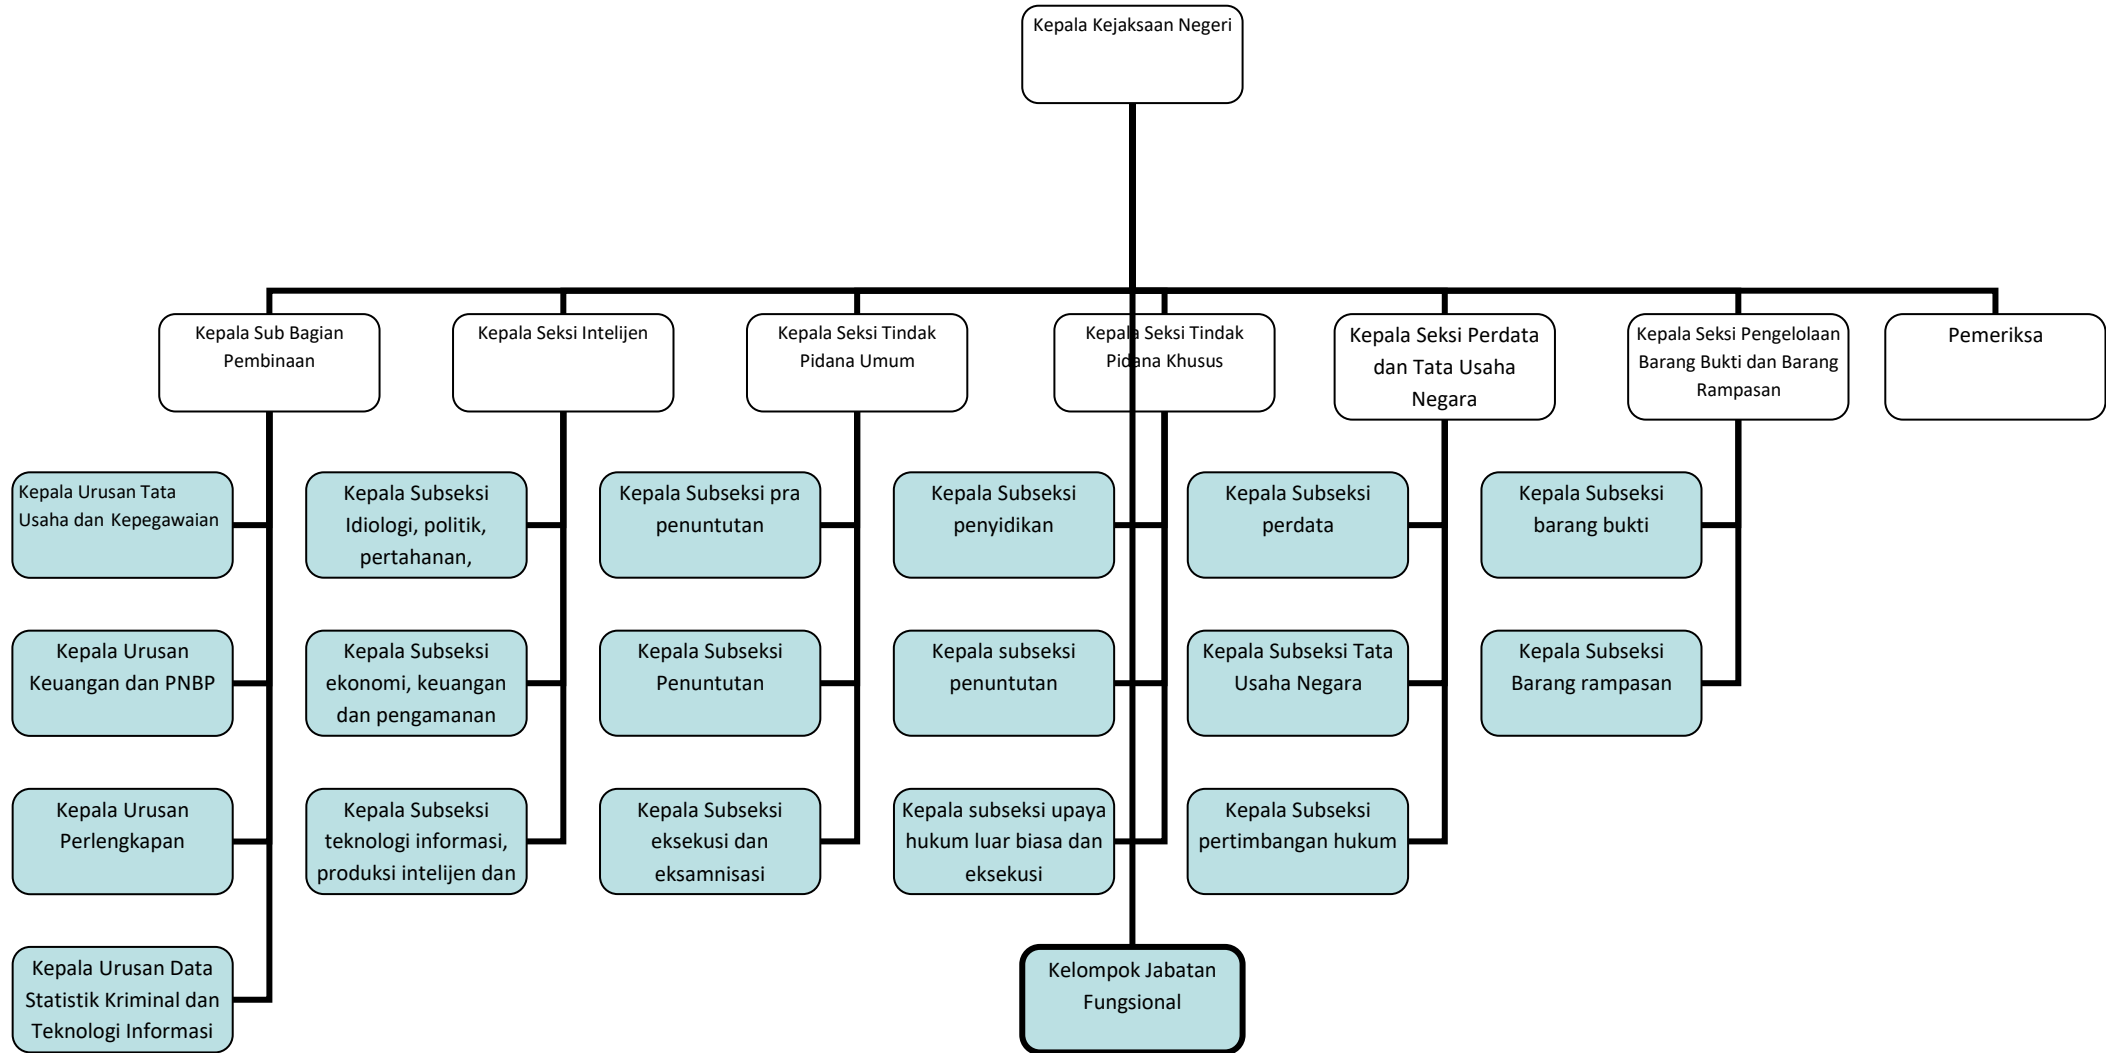 Kepala Kejaksaan Negeri
Kepala Sub Bagian
Pembinaan
Kepala Seksi Intelijen
Kepala Seksi Tindak
Pidana Umum
Kepala Seksi Tindak
Pidana Khusus
Kepala Seksi Perdata
dan Tata Usaha
Negara
Kepala Seksi Pengelolaan
Barang Bukti dan Barang
Rampasan
Pemeriksa
Kepala Urusan Tata
Usaha dan Kepegawaian
Kepala Subseksi
Idiologi, politik,
pertahanan,
Kepala Subseksi pra
penuntutan
Kepala Subseksi
penyidikan
Kepala Subseksi
perdata
Kepala Subseksi
barang bukti
Kepala Urusan
Keuangan dan PNBP
Kepala Subseksi
ekonomi, keuangan
dan pengamanan
Kepala Subseksi
Penuntutan
Kepala subseksi
penuntutan
Kepala Subseksi Tata
Usaha Negara
Kepala Subseksi
Barang rampasan
Kepala Urusan
Perlengkapan
Kepala Subseksi
teknologi informasi,
produksi intelijen dan
Kepala Subseksi
eksekusi dan
eksamnisasi
Kepala subseksi upaya
hukum luar biasa dan
eksekusi
Kepala Subseksi
pertimbangan hukum
Kepala Urusan Data
Statistik Kriminal dan
Teknologi Informasi
Kelompok Jabatan
Fungsional